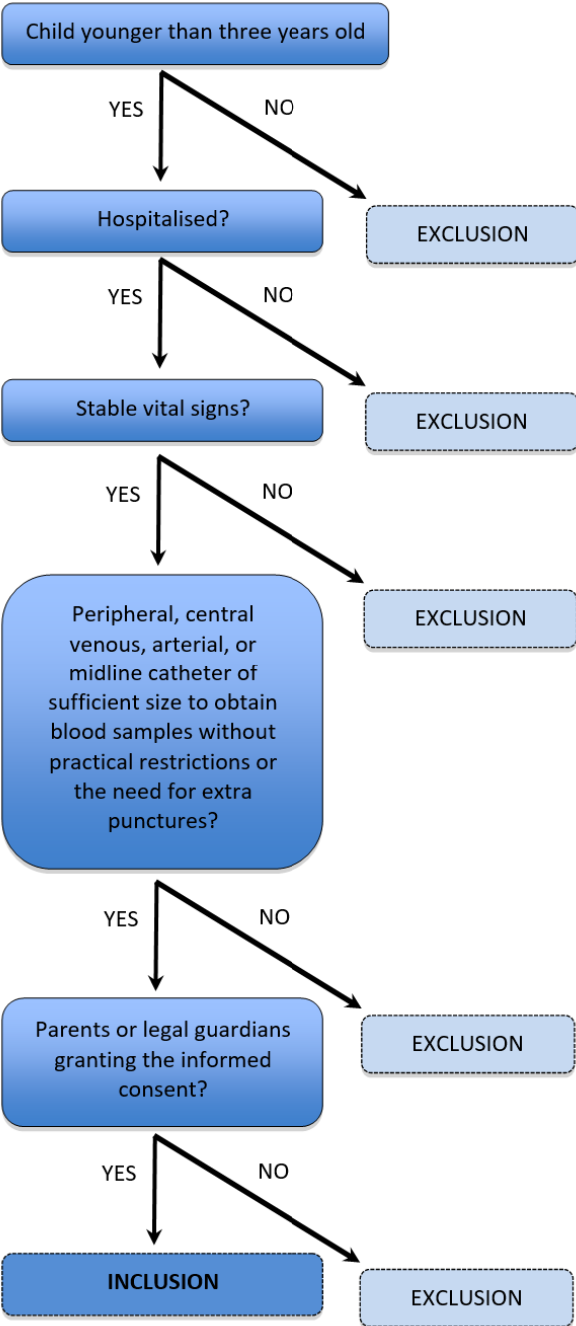 Child younger than three years old
YES
NO
Hospitalised?
EXCLUSION
YES
NO
Stable vital signs?
EXCLUSION
YES
NO
Peripheral, central
venous, arterial, or
midline catheter of
sufficient size to obtain
blood samples without
practical restrictions or
the need for extra
punctures?
EXCLUSION
YES
NO
Parents or legal guardians
granting the informed
consent?
EXCLUSION
YES
NO
INCLUSION
EXCLUSION